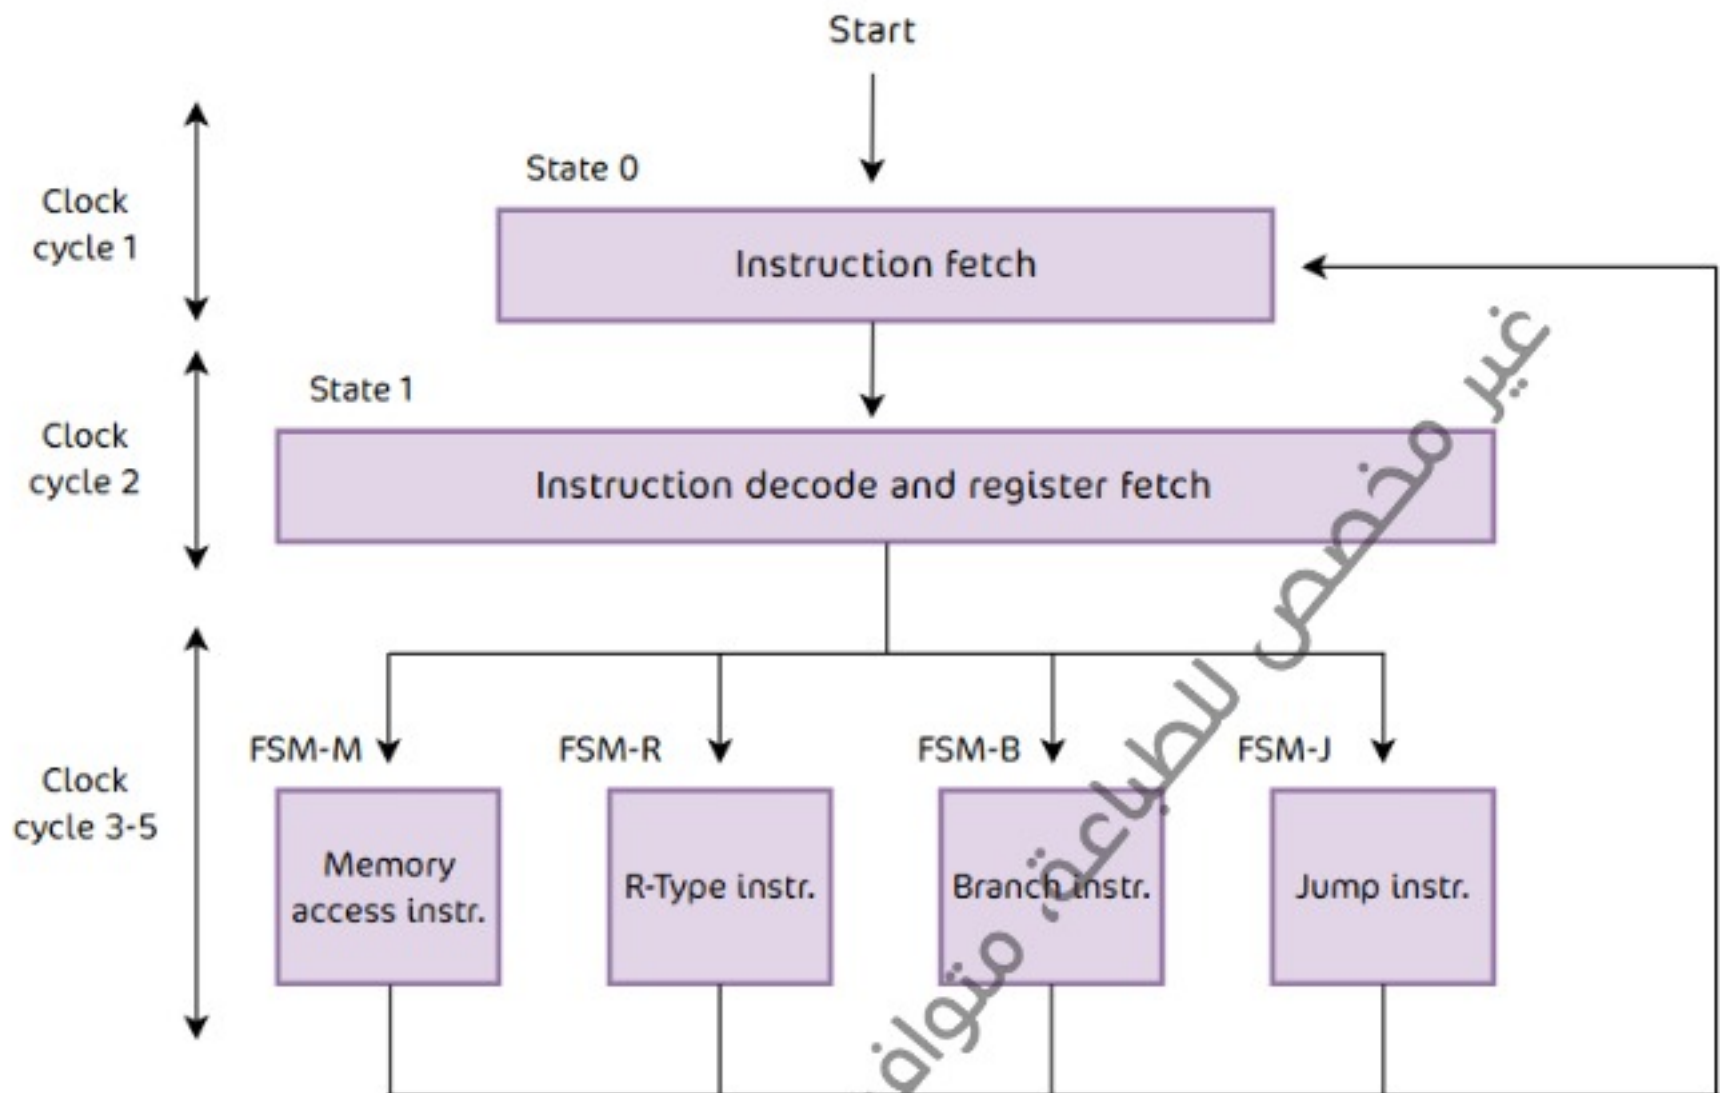 Start
State 0
Clock
cycle 1
Instruction fetch
State 1
Clock
cycle 2
Instruction decode and register fetch
FSM-M
FSM-R
FSM-B
FSM-J
Clock
cycle 3-5
Memory
access instr.
R-Type instr.
Branch instr.
Jump instr.
غير مخصص للطباعة، متوفر